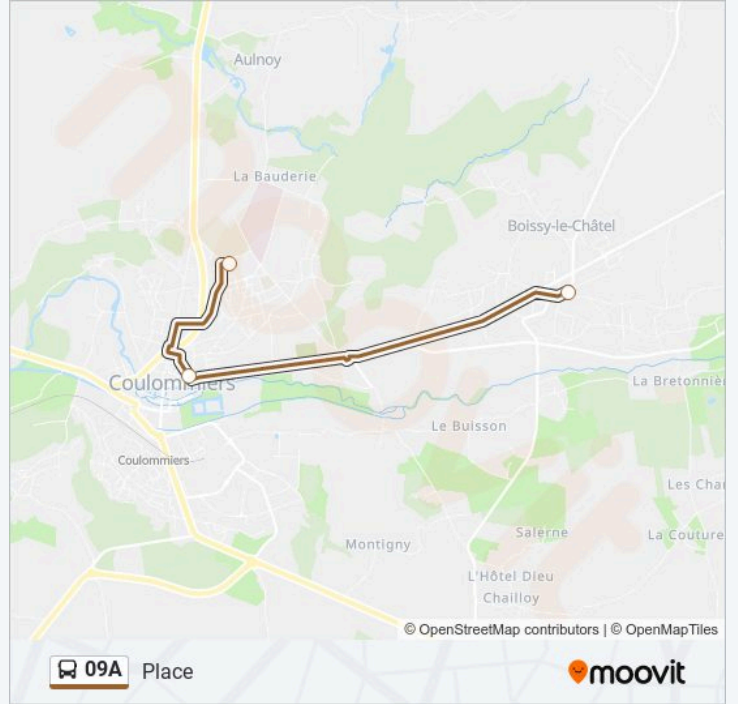 Aulnoy
La Bauderie
Boissy-le-Châtel
Coulommiers
La Bretonnièr
Le Buisson
Coulommiers
Les Char
Salerne
La Couture
Montigny
L'Hôtel Dieu
Chailloy
© OpenStreetMap contributors | © OpenMapTiles
09A Place
moovit